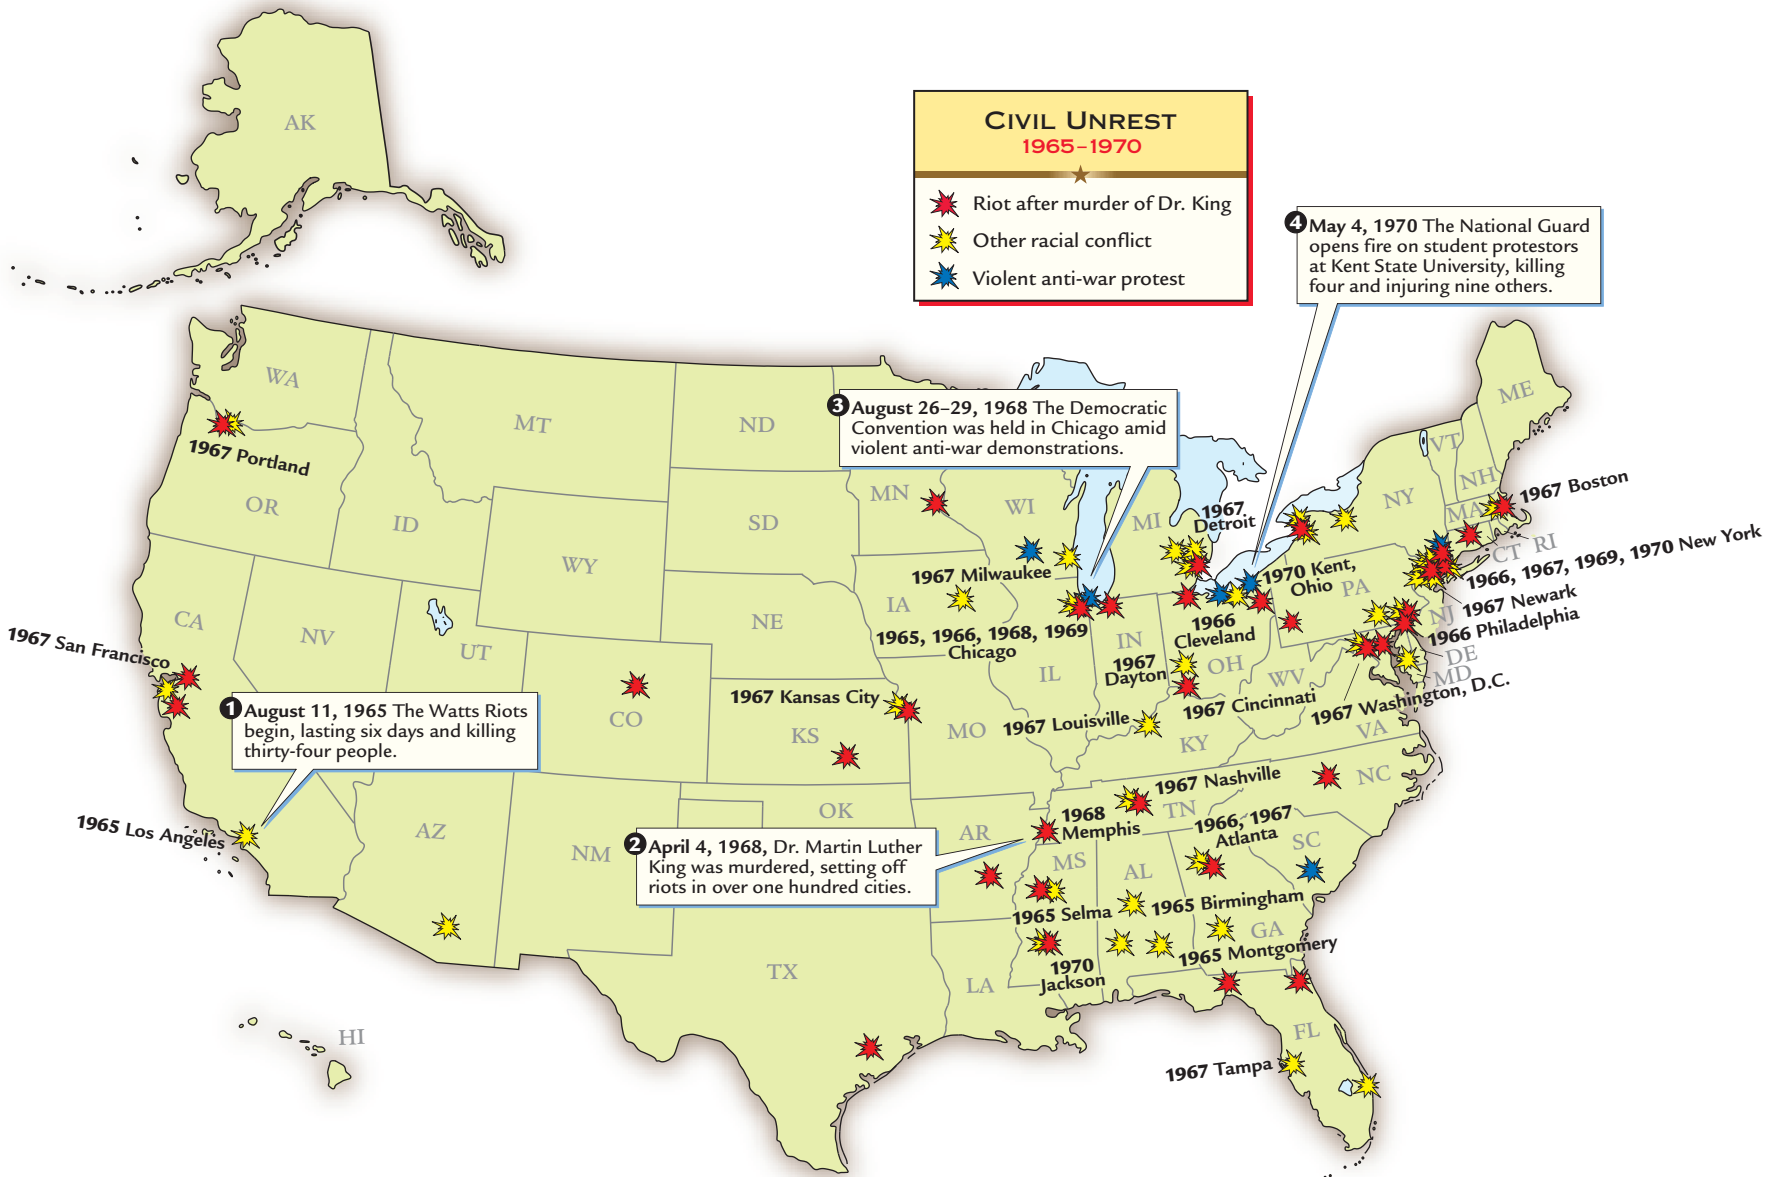 AK
CIVIL UNREST
1965–1970
Riot after murder of Dr. King
Other racial conflict
Violent anti-war protest
4 May 4, 1970 The National Guard
opens fire on student protestors
at Kent State University, killing
four and injuring nine others.
3 August 26–29, 1968 The Democratic
Convention was held in Chicago amid
violent anti-war demonstrations.
WA
MT
ND
MN
WI
MI
NY
VT
NH
ME
MA
CT
RI
OR
ID
WY
SD
IA
NE
PA
NJ
DE
MD
CA
NV
UT
CO
KS
MO
IL
IN
OH
WV
VA
KY
NC
TN
SC
GA
AL
MS
AR
OK
LA
TX
NM
AZ
FL
HI
1967 Portland
1967 San Francisco
1 August 11, 1965 The Watts Riots
begin, lasting six days and killing
thirty-four people.
1965 Los Angeles
2 April 4, 1968, Dr. Martin Luther
King was murdered, setting off
riots in over one hundred cities.
1967 Kansas City
1967 Milwaukee
1965, 1966, 1968, 1969
Chicago
1967
Detroit
1970 Kent,
Ohio
1966
Cleveland
1967
Dayton
1967 Cincinnati
1967 Louisville
1967 Boston
1966, 1967, 1969, 1970 New York
1967 Newark
1966 Philadelphia
1967 Washington, D.C.
1967 Nashville
1968
Memphis
1966, 1967
Atlanta
1965 Selma
1965 Birmingham
1965 Montgomery
1970
Jackson
1967 Tampa